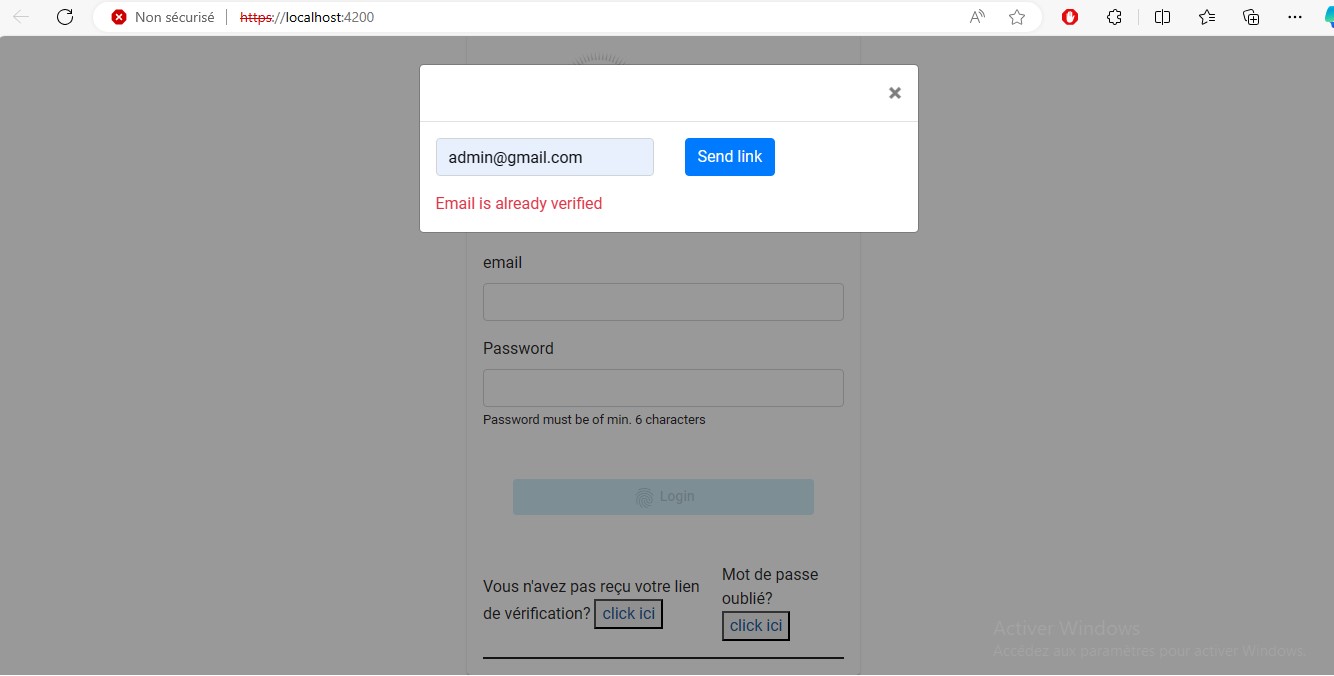 Non sécurisé
https://localhost:4200
admin@gmail.com
Send link
Email is already verified
email
Password
Password must be of min. 6 characters
Login
Vous n'avez pas reçu votre lien
de vérification? click ici
Mot de passe
oublié?
click ici
Activer Windows
Accédez aux paramètres pour activer Windows.